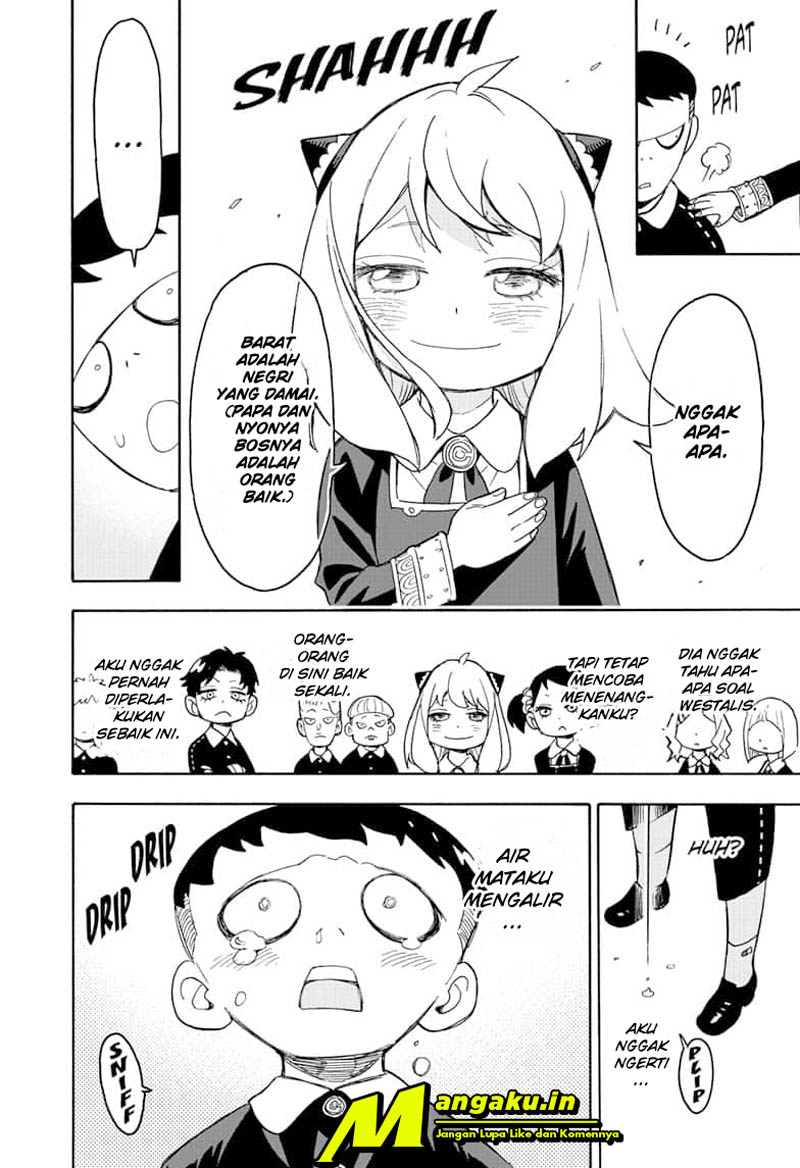 PAT
PAT
SHAHHH
NGGAK
APA-
APA.
BARAT
ADALAH
NEGRI
YANG DAMAI.
(PAPA DAN
NYONYA
BOSNYA
ADALAH
ORANG
BAIK.)
...
DIA NGGAK
TAHU APA-
APA SOAL
WESTALIS.
TAPI TETAP
MENCOBA
MENENANG-
KANKU?
ORANG-
ORANG
DI SINI BAIK
SEKALI.
AKU NGGAK
PERNAH
DIPERLA-
KUKAN
SEBAIK INI.
HUH?
PLIP
AKU
NGGAK
NGERTI
...
AIR
MATAKU
MENGALIR
...
DRIP
DRIP
SNIFF
Mangaku.in
Jangan Lupa Like dan Komennya